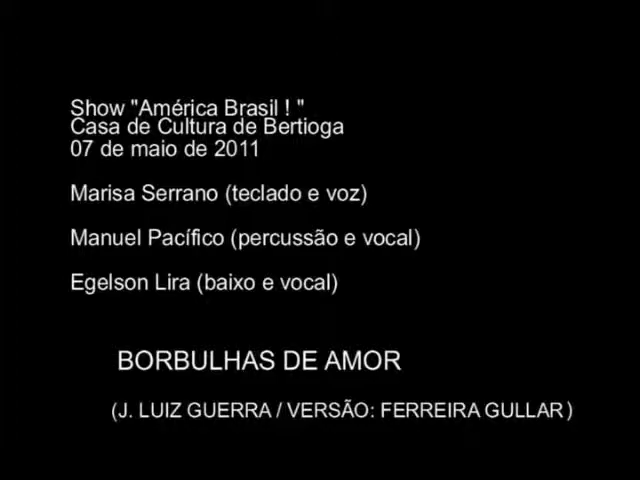 Show "América Brasil ! "
Casa de Cultura de Bertioga
07 de maio de 2011
Marisa Serrano (teclado e voz)
Manuel Pacífico (percussão e vocal)
Egelson Lira (baixo e vocal)
BORBULHAS DE AMOR
(J. LUIZ GUERRA / VERSÃO: FERREIRA GULLAR)